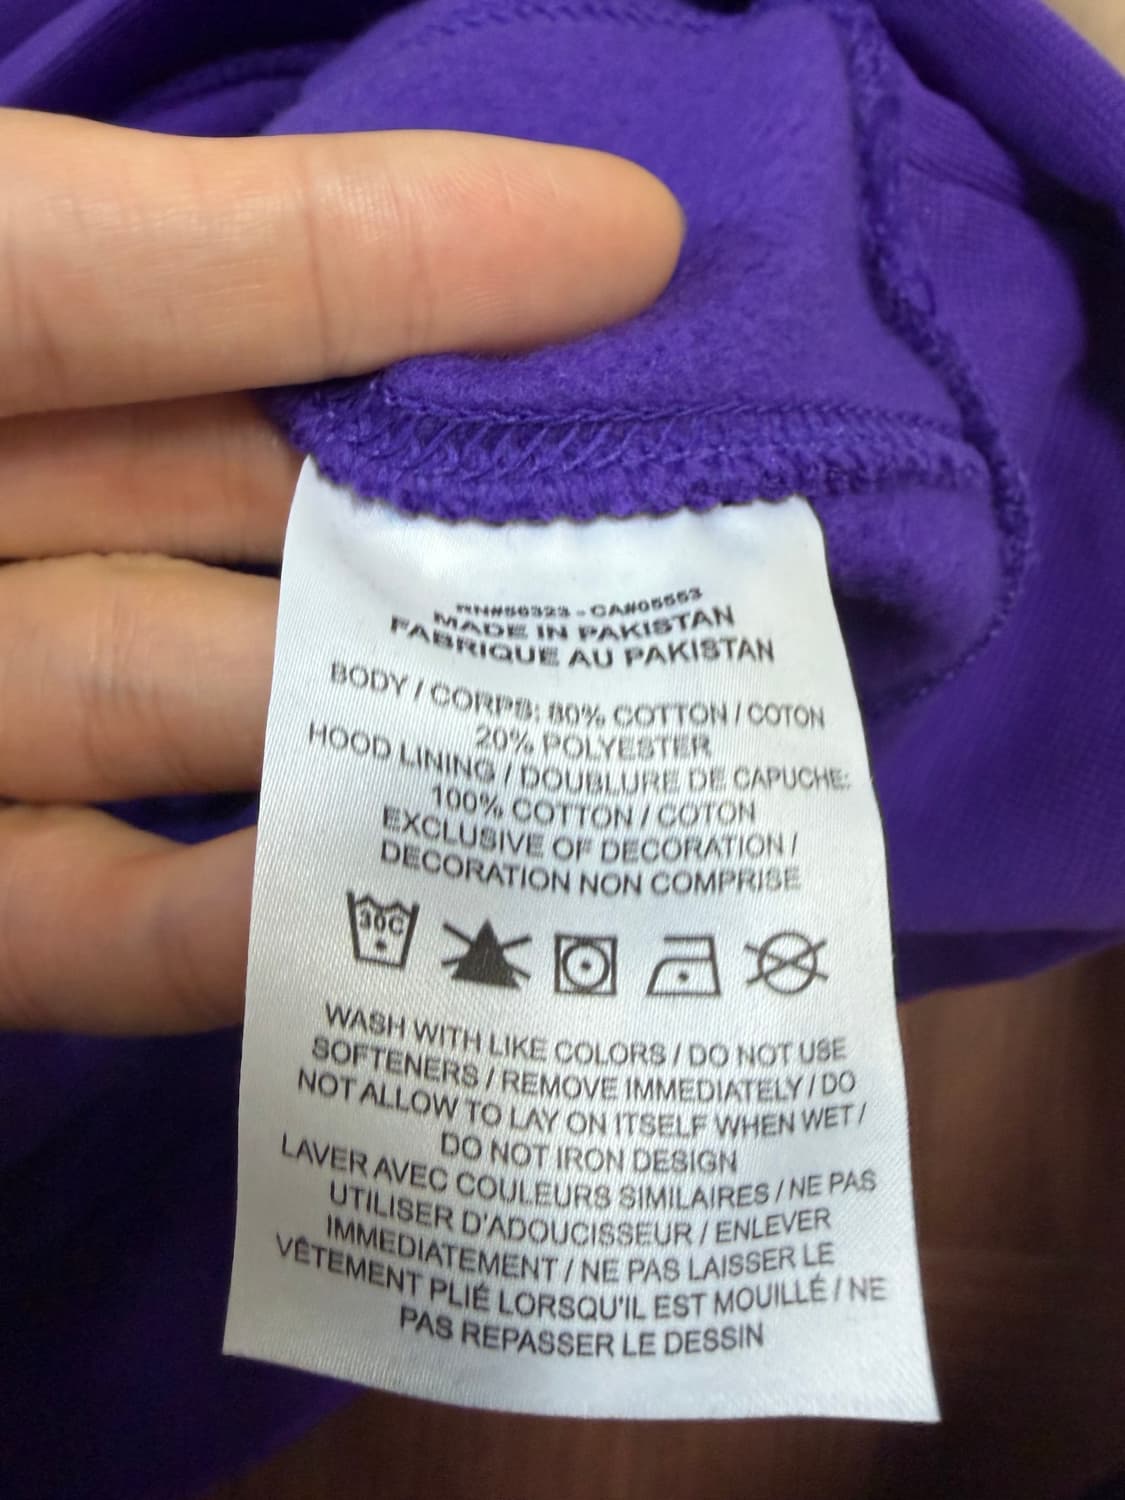 RN#56323 - CA#05553
MADE IN PAKISTAN
FABRIQUE AU PAKISTAN
BODY / CORPS: 80% COTTON / COTON
20% POLYESTER
HOOD LINING / DOUBLURE DE CAPUCHE:
100% COTTON / COTON
EXCLUSIVE OF DECORATION /
DECORATION NON COMPRISE
30C
WASH WITH LIKE COLORS / DO NOT USE
SOFTENERS / REMOVE IMMEDIATELY / DO
NOT ALLOW TO LAY ON ITSELF WHEN WET /
DO NOT IRON DESIGN
LAVER AVEC COULEURS SIMILAIRES / NE PAS
UTILISER D'ADOUCISSEUR / ENLEVER
IMMEDIATEMENT / NE PAS LAISSER LE
VÊTEMENT PLIÉ LORSQU'IL EST MOUILLÉ / NE
PAS REPASSER LE DESSIN